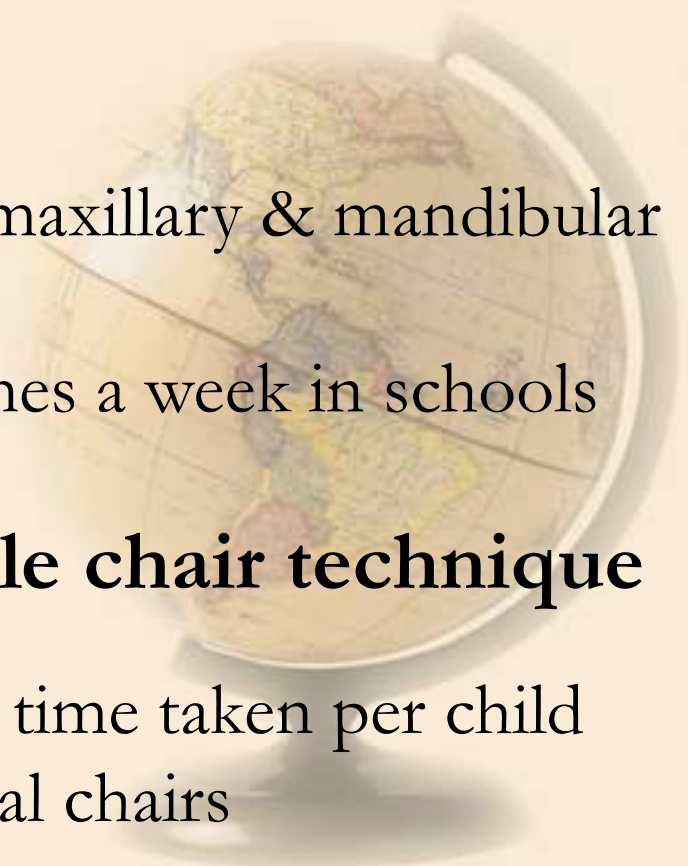 maxillary & mandibular
nes a week in schools
le chair technique
time taken per child
al chairs